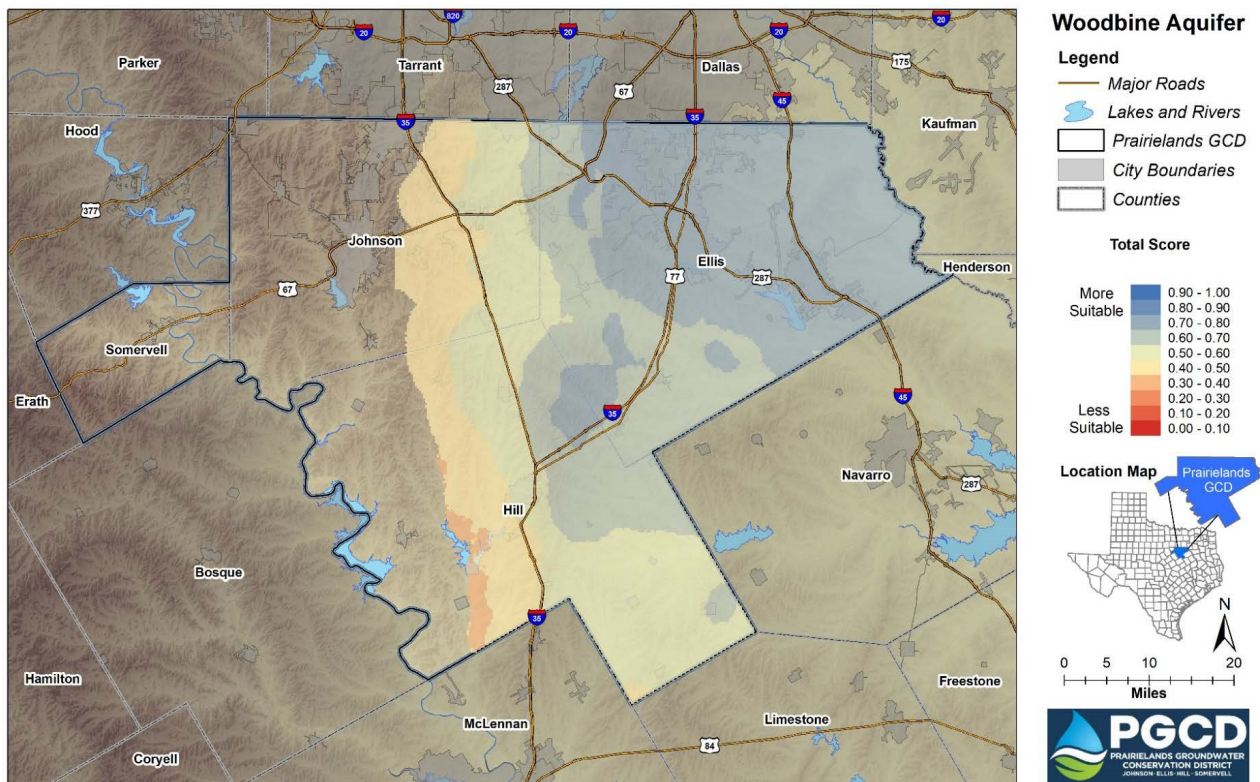 Woodbine Aquifer
Legend
Major Roads
Lakes and Rivers
Prairielands GCD
City Boundaries
Counties
Total Score
More
Suitable
0.90 - 1.00
0.80 - 0.90
0.70 - 0.80
0.60 - 0.70
0.50 - 0.60
0.40 - 0.50
0.30 - 0.40
0.20 - 0.30
0.10 - 0.20
0.00 - 0.10
Less
Suitable
Location Map
Prairielands
GCD
N
0 5 10 20
Miles
PGCD
PRAIRIELANDS GROUNDWATER
CONSERVATION DISTRICT
JOHNSON · ELLIS · HILL · SOMERVELL
820
20
20
20
20
Parker
Tarrant
Dallas
287
67
175
45
35
35
Kaufman
Hood
377
Johnson
Ellis
77
287
Henderson
67
Somervell
Erath
35
45
Navarro
287
Hill
Bosque
35
Hamilton
McLennan
Limestone
Freestone
84
Coryell